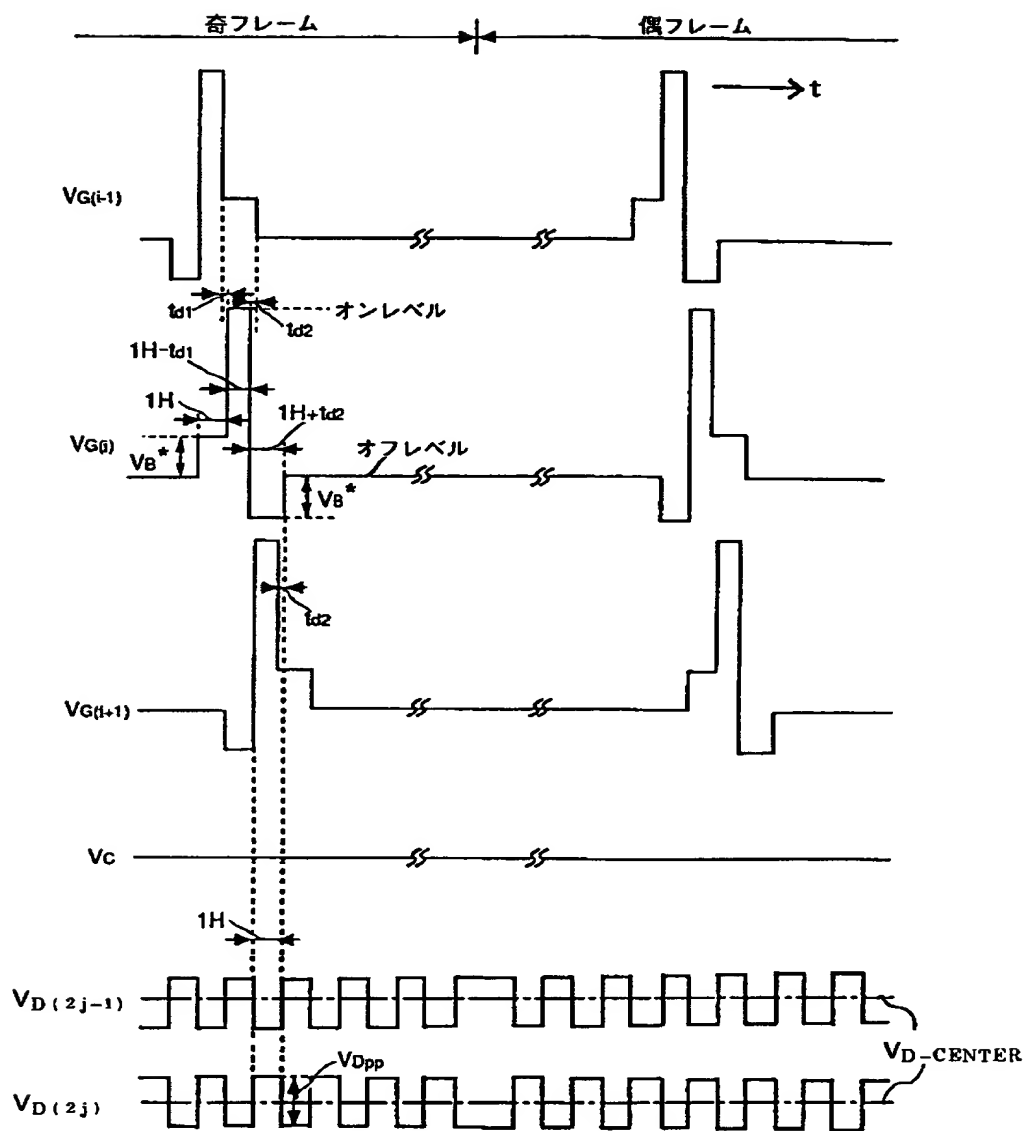 奇フレーム
偶フレーム
t
VG(i-1)
td1
td2
オンレベル
1H-td1
1H
1H+td2
VG(i)
VB*
オフレベル
VB*
td2
VG(i+1)
VC
1H
VD(2j-1)
VDpp
VD-CENTER
VD(2j)